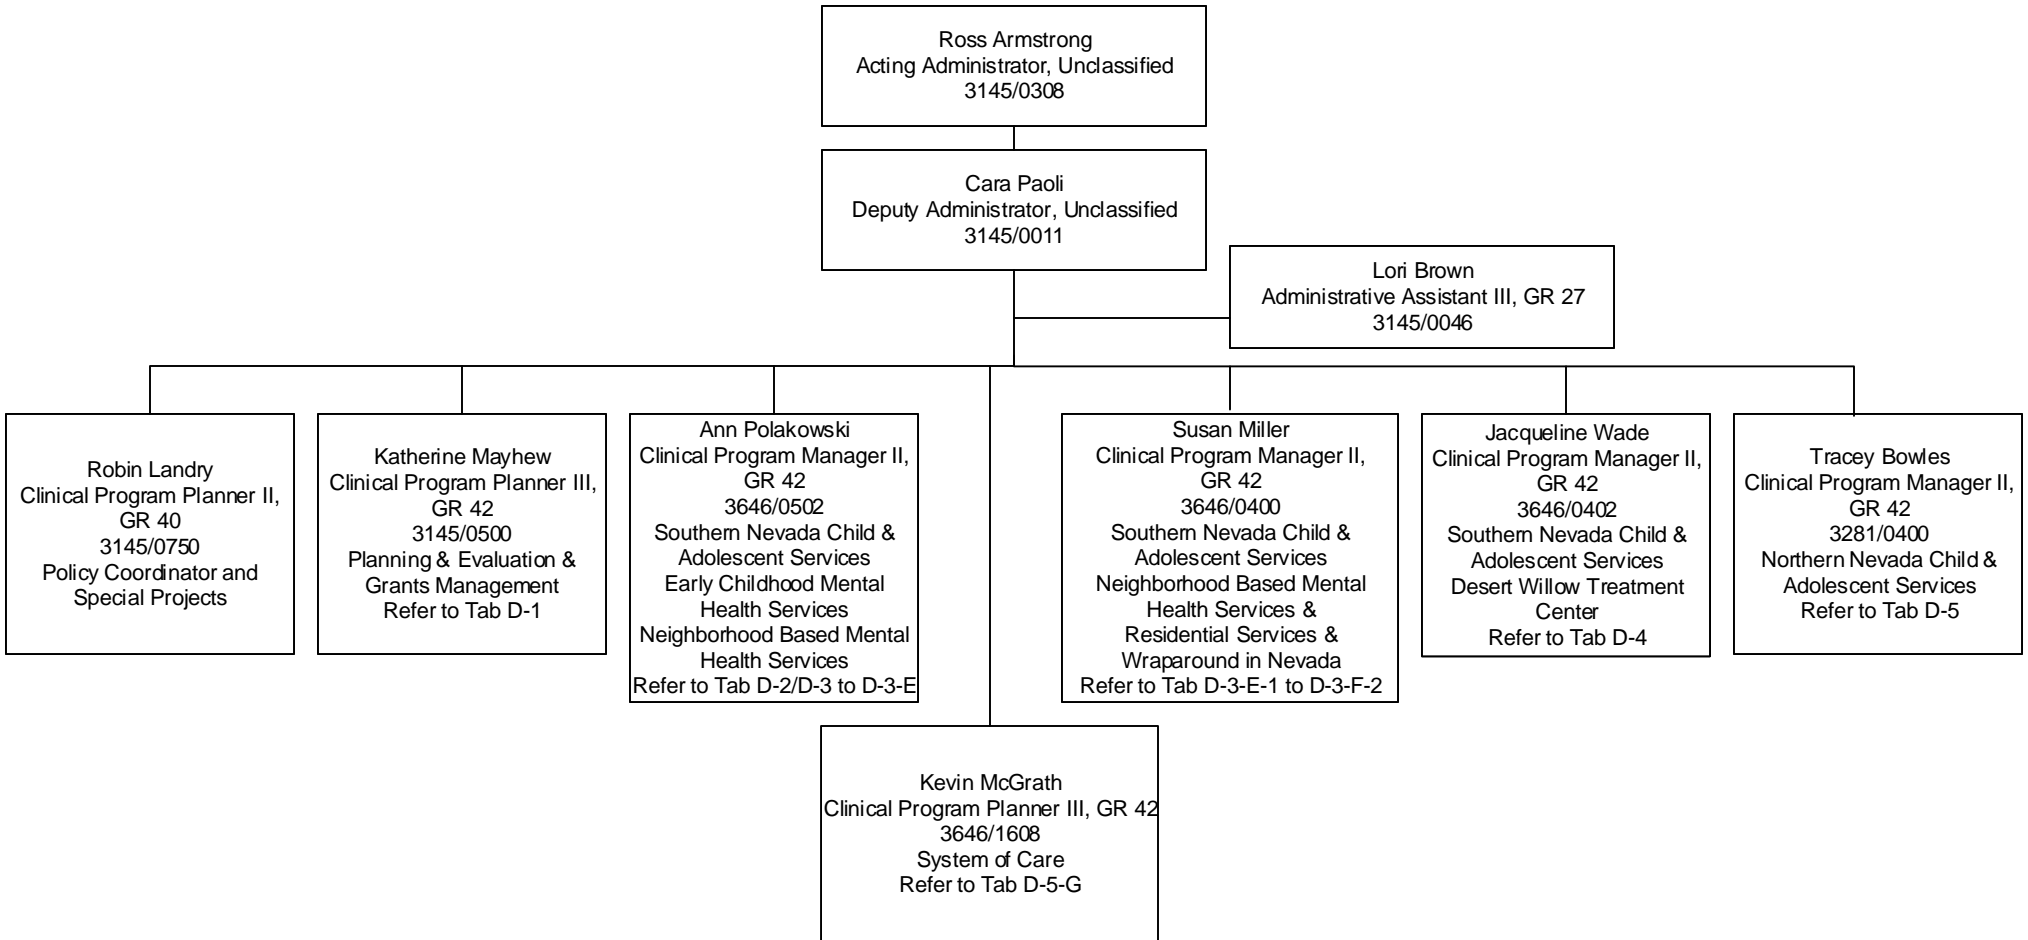 Ross Armstrong
Acting Administrator, Unclassified
3145/0308
Cara Paoli
Deputy Administrator, Unclassified
3145/0011
Lori Brown
Administrative Assistant III, GR 27
3145/0046
Robin Landry
Clinical Program Planner II,
GR 40
3145/0750
Policy Coordinator and
Special Projects
Katherine Mayhew
Clinical Program Planner III,
GR 42
3145/0500
Planning & Evaluation &
Grants Management
Refer to Tab D-1
Ann Polakowski
Clinical Program Manager II,
GR 42
3646/0502
Southern Nevada Child &
Adolescent Services
Early Childhood Mental
Health Services
Neighborhood Based Mental
Health Services
Refer to Tab D-2/D-3 to D-3-E
Susan Miller
Clinical Program Manager II,
GR 42
3646/0400
Southern Nevada Child &
Adolescent Services
Neighborhood Based Mental
Health Services &
Residential Services &
Wraparound in Nevada
Refer to Tab D-3-E-1 to D-3-F-2
Jacqueline Wade
Clinical Program Manager II,
GR 42
3646/0402
Southern Nevada Child &
Adolescent Services
Desert Willow Treatment
Center
Refer to Tab D-4
Tracey Bowles
Clinical Program Manager II,
GR 42
3281/0400
Northern Nevada Child &
Adolescent Services
Refer to Tab D-5
Kevin McGrath
Clinical Program Planner III, GR 42
3646/1608
System of Care
Refer to Tab D-5-G